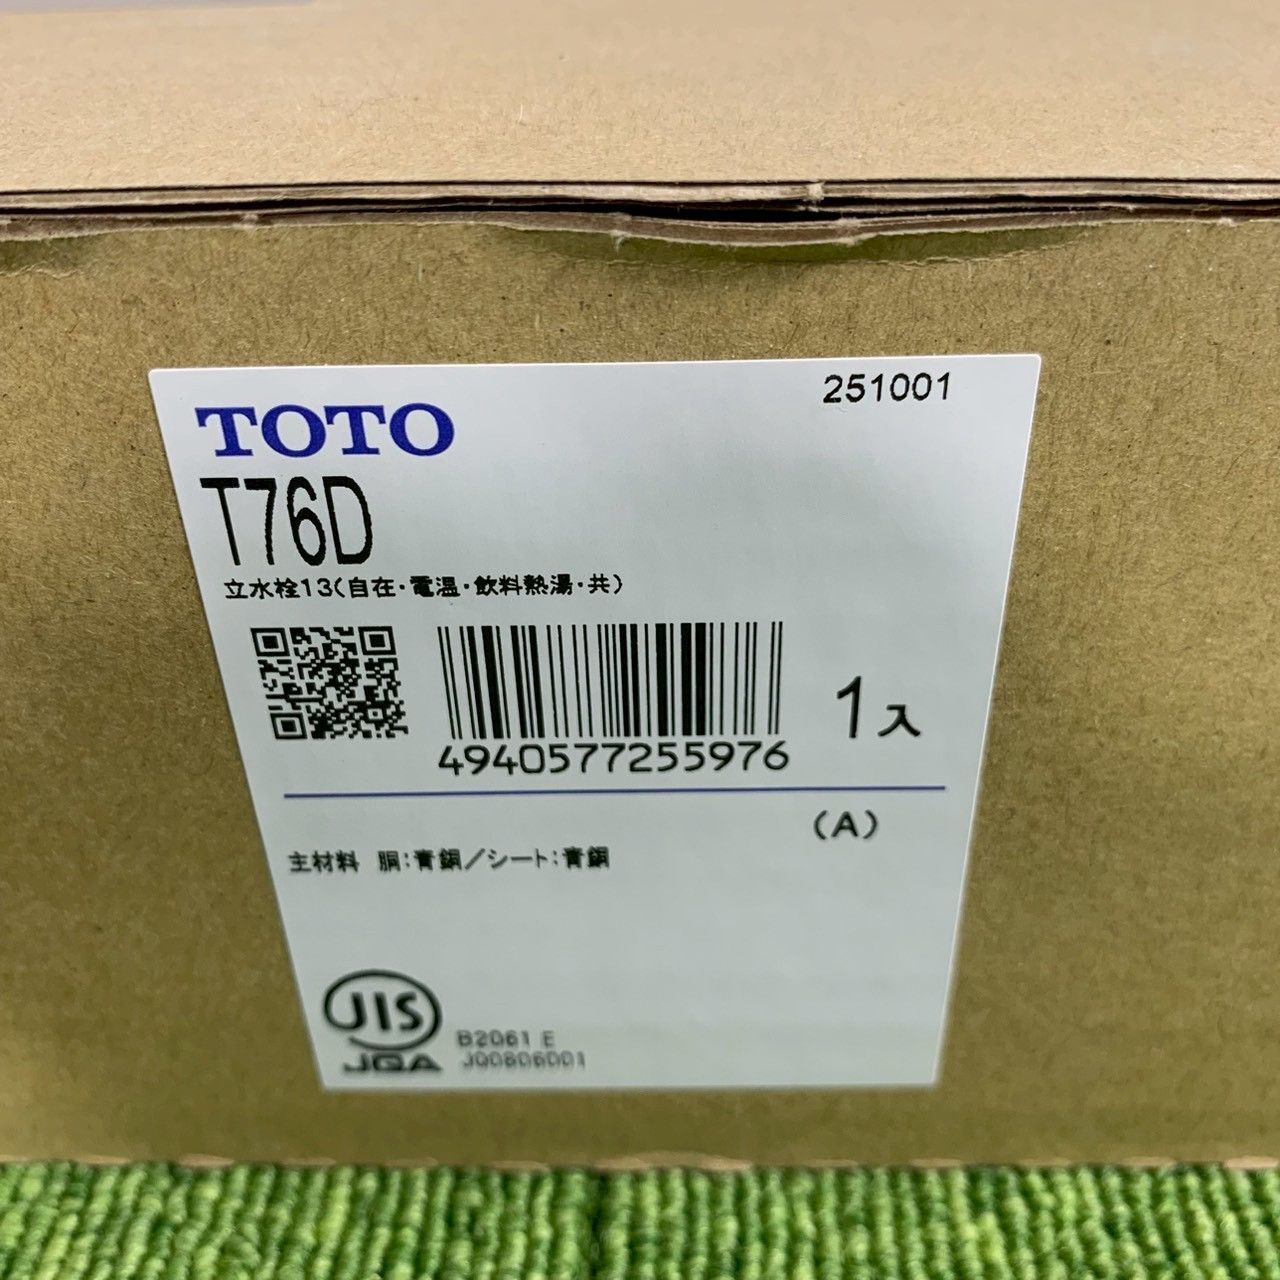 251001
TOTO
T76D
立水栓13(自在・電温・飲料熱湯・共)
4940577255976
1入
(A)
主材料 胴:青銅/シート:青銅
JIS
JQA
B2061 E
JQ0806001